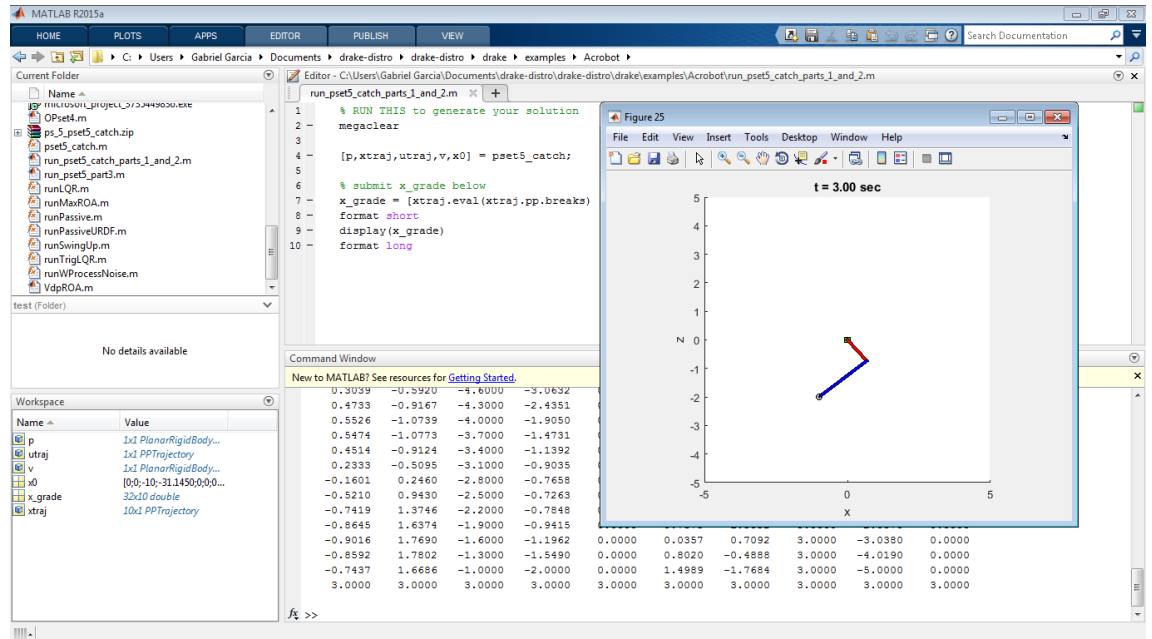 MATLAB R2015a
HOME PLOTS APPS EDITOR PUBLISH VIEW Search Documentation
C: Users Gabriel Garcia Documents drake-distro drake-distro drake examples Acrobot
Current Folder
Name
microsoft_project_3735449850.exe
OPset4.m
ps_5_pset5_catch.zip
pset5_catch.m
run_pset5_catch_parts_1_and_2.m
run_pset5_part3.m
runLQR.m
runMaxROA.m
runPassive.m
runPassiveURDF.m
runSwingUp.m
runTrigLQR.m
runWProcessNoise.m
VdpROA.m
test (Folder)
No details available
Workspace
Name Value
p 1x1 PlanarRigidBody...
utraj 1x1 PPTrajectory
v 1x1 PlanarRigidBody...
x0 [0;0;-10;-31.1450;0;0;0...
x_grade 32x10 double
xtraj 10x1 PPTrajectory
Editor - C:\Users\Gabriel Garcia\Documents\drake-distro\drake-distro\drake\examples\Acrobot\run_pset5_catch_parts_1_and_2.m
run_pset5_catch_parts_1_and_2.m
1 % RUN THIS to generate your solution
2 – megaclear
3
4 – [p,xtraj,utraj,v,x0] = pset5_catch;
5
6 % submit x_grade below
7 – x_grade = [xtraj.eval(xtraj.pp.breaks)
8 – format short
9 – display(x_grade)
10 – format long
Figure 25
File Edit View Insert Tools Desktop Window Help
t = 3.00 sec
5
4
3
2
1
0
-1
-2
-3
-4
-5
z
-5 0 5
x
Command Window
New to MATLAB? See resources for Getting Started.
0.3039 -0.5920 -4.6000 -3.0632
0.4733 -0.9167 -4.3000 -2.4351
0.5526 -1.0739 -4.0000 -1.9050
0.5474 -1.0773 -3.7000 -1.4731
0.4514 -0.9124 -3.4000 -1.1392
0.2333 -0.5095 -3.1000 -0.9035
-0.1601 0.2460 -2.8000 -0.7658
-0.5210 0.9430 -2.5000 -0.7263
-0.7419 1.3746 -2.2000 -0.7848
-0.8645 1.6374 -1.9000 -0.9415
-0.9016 1.7690 -1.6000 -1.1962 0.0000 0.0357 0.7092 3.0000 -3.0380 0.0000
-0.8592 1.7802 -1.3000 -1.5490 0.0000 0.8020 -0.4888 3.0000 -4.0190 0.0000
-0.7437 1.6686 -1.0000 -2.0000 0.0000 1.4989 -1.7684 3.0000 -5.0000 0.0000
3.0000 3.0000 3.0000 3.0000 3.0000 3.0000 3.0000 3.0000 3.0000 3.0000
fx >>